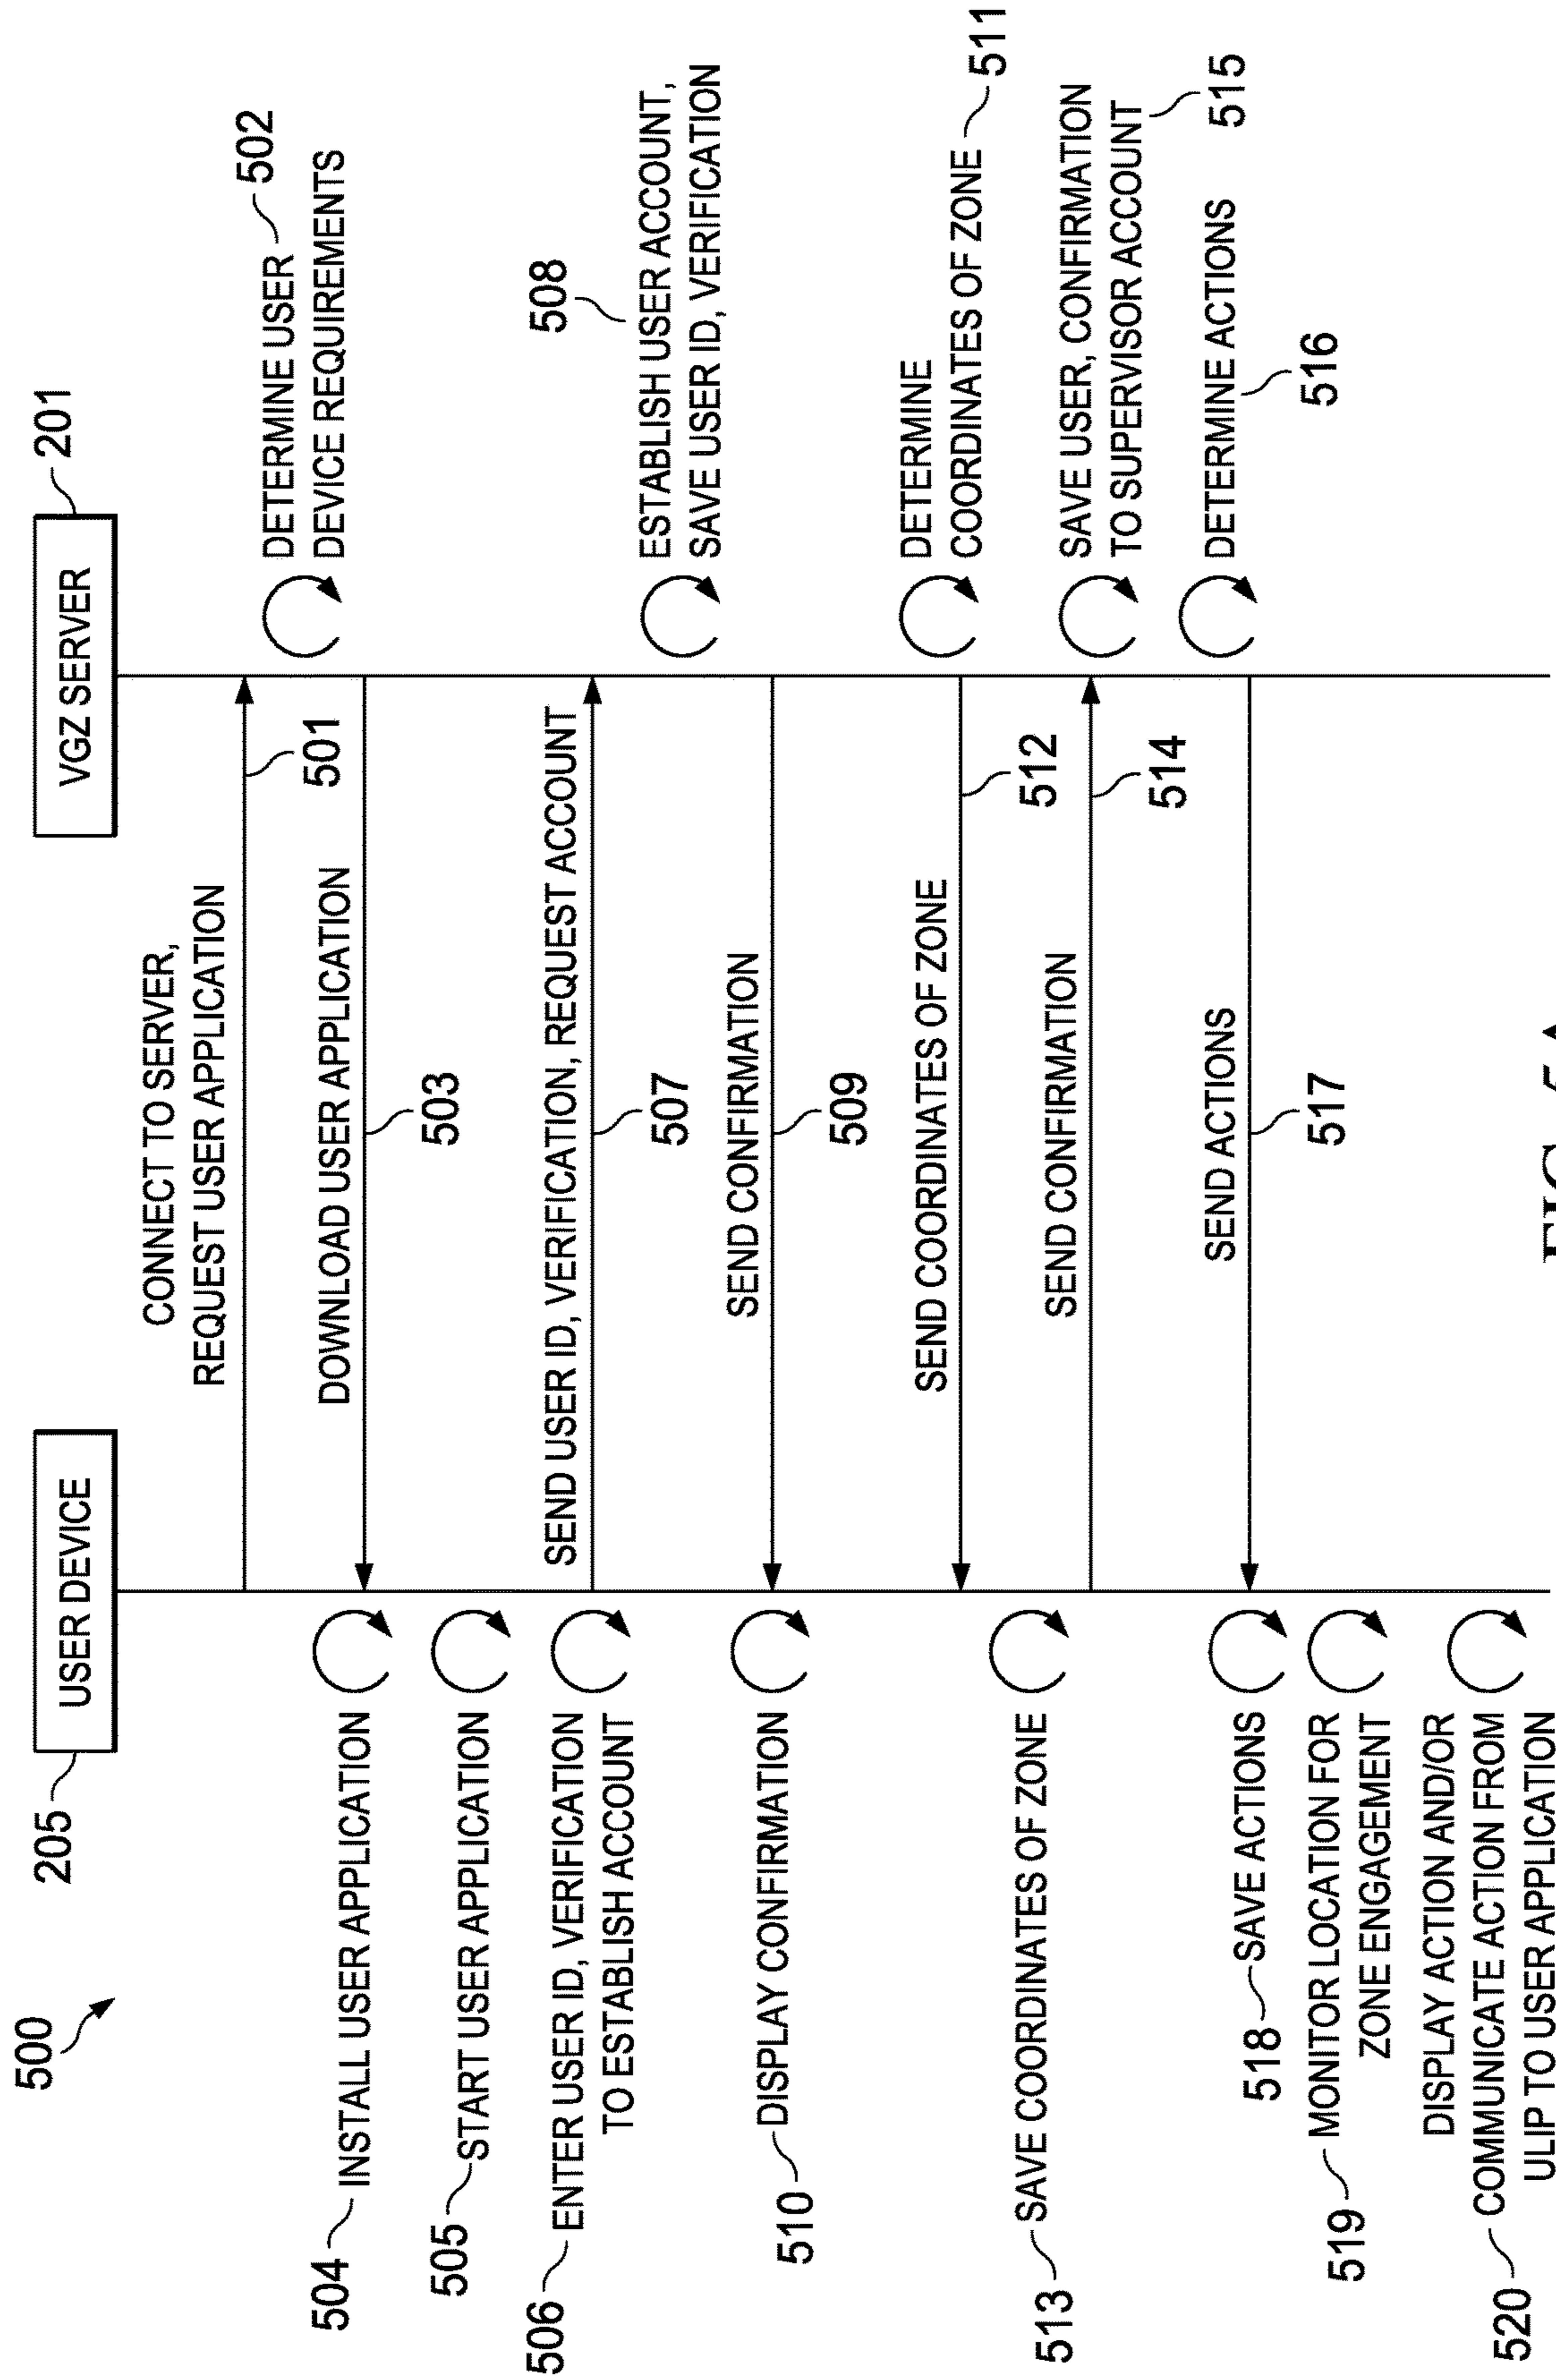 500
205
USER DEVICE
VGZ SERVER
201
CONNECT TO SERVER,
REQUEST USER APPLICATION
501
DETERMINE USER
DEVICE REQUIREMENTS
502
DOWNLOAD USER APPLICATION
503
504
INSTALL USER APPLICATION
505
START USER APPLICATION
506
ENTER USER ID, VERIFICATION
TO ESTABLISH ACCOUNT
SEND USER ID, VERIFICATION, REQUEST ACCOUNT
507
508
ESTABLISH USER ACCOUNT,
SAVE USER ID, VERIFICATION
SEND CONFIRMATION
509
510
DISPLAY CONFIRMATION
DETERMINE
COORDINATES OF ZONE
511
SEND COORDINATES OF ZONE
512
513
SAVE COORDINATES OF ZONE
SEND CONFIRMATION
514
SAVE USER, CONFIRMATION
TO SUPERVISOR ACCOUNT
515
DETERMINE ACTIONS
516
SEND ACTIONS
517
518
SAVE ACTIONS
519
MONITOR LOCATION FOR
ZONE ENGAGEMENT
520
DISPLAY ACTION AND/OR
COMMUNICATE ACTION FROM
ULIP TO USER APPLICATION